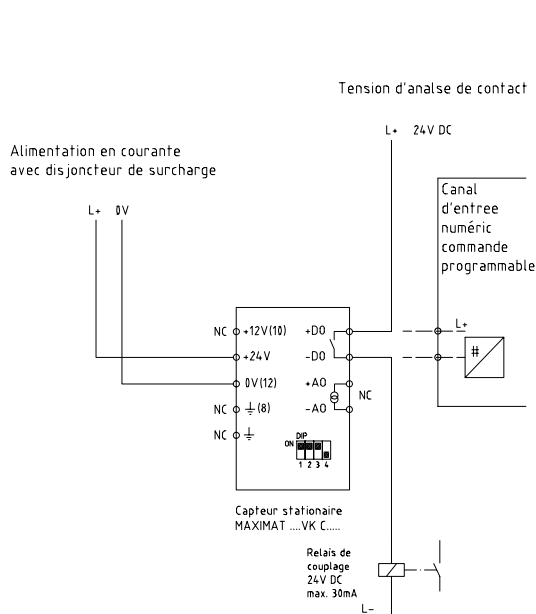 Tension d'analse de contact
L+ 24V DC
Alimentation en courante
avec disjoncteur de surcharge
L+ 0V
Canal
d'entree
numéric
commande
programmable
L+
#
NC +12V(10) +DO
+24V -DO
0V(12) +AO
NC
NC (8) -AO
NC
DIP
ON
1 2 3 4
Capteur stationaire
MAXIMAT ....VK C.....
Relais de
couplage
24V DC
max. 30mA
L-